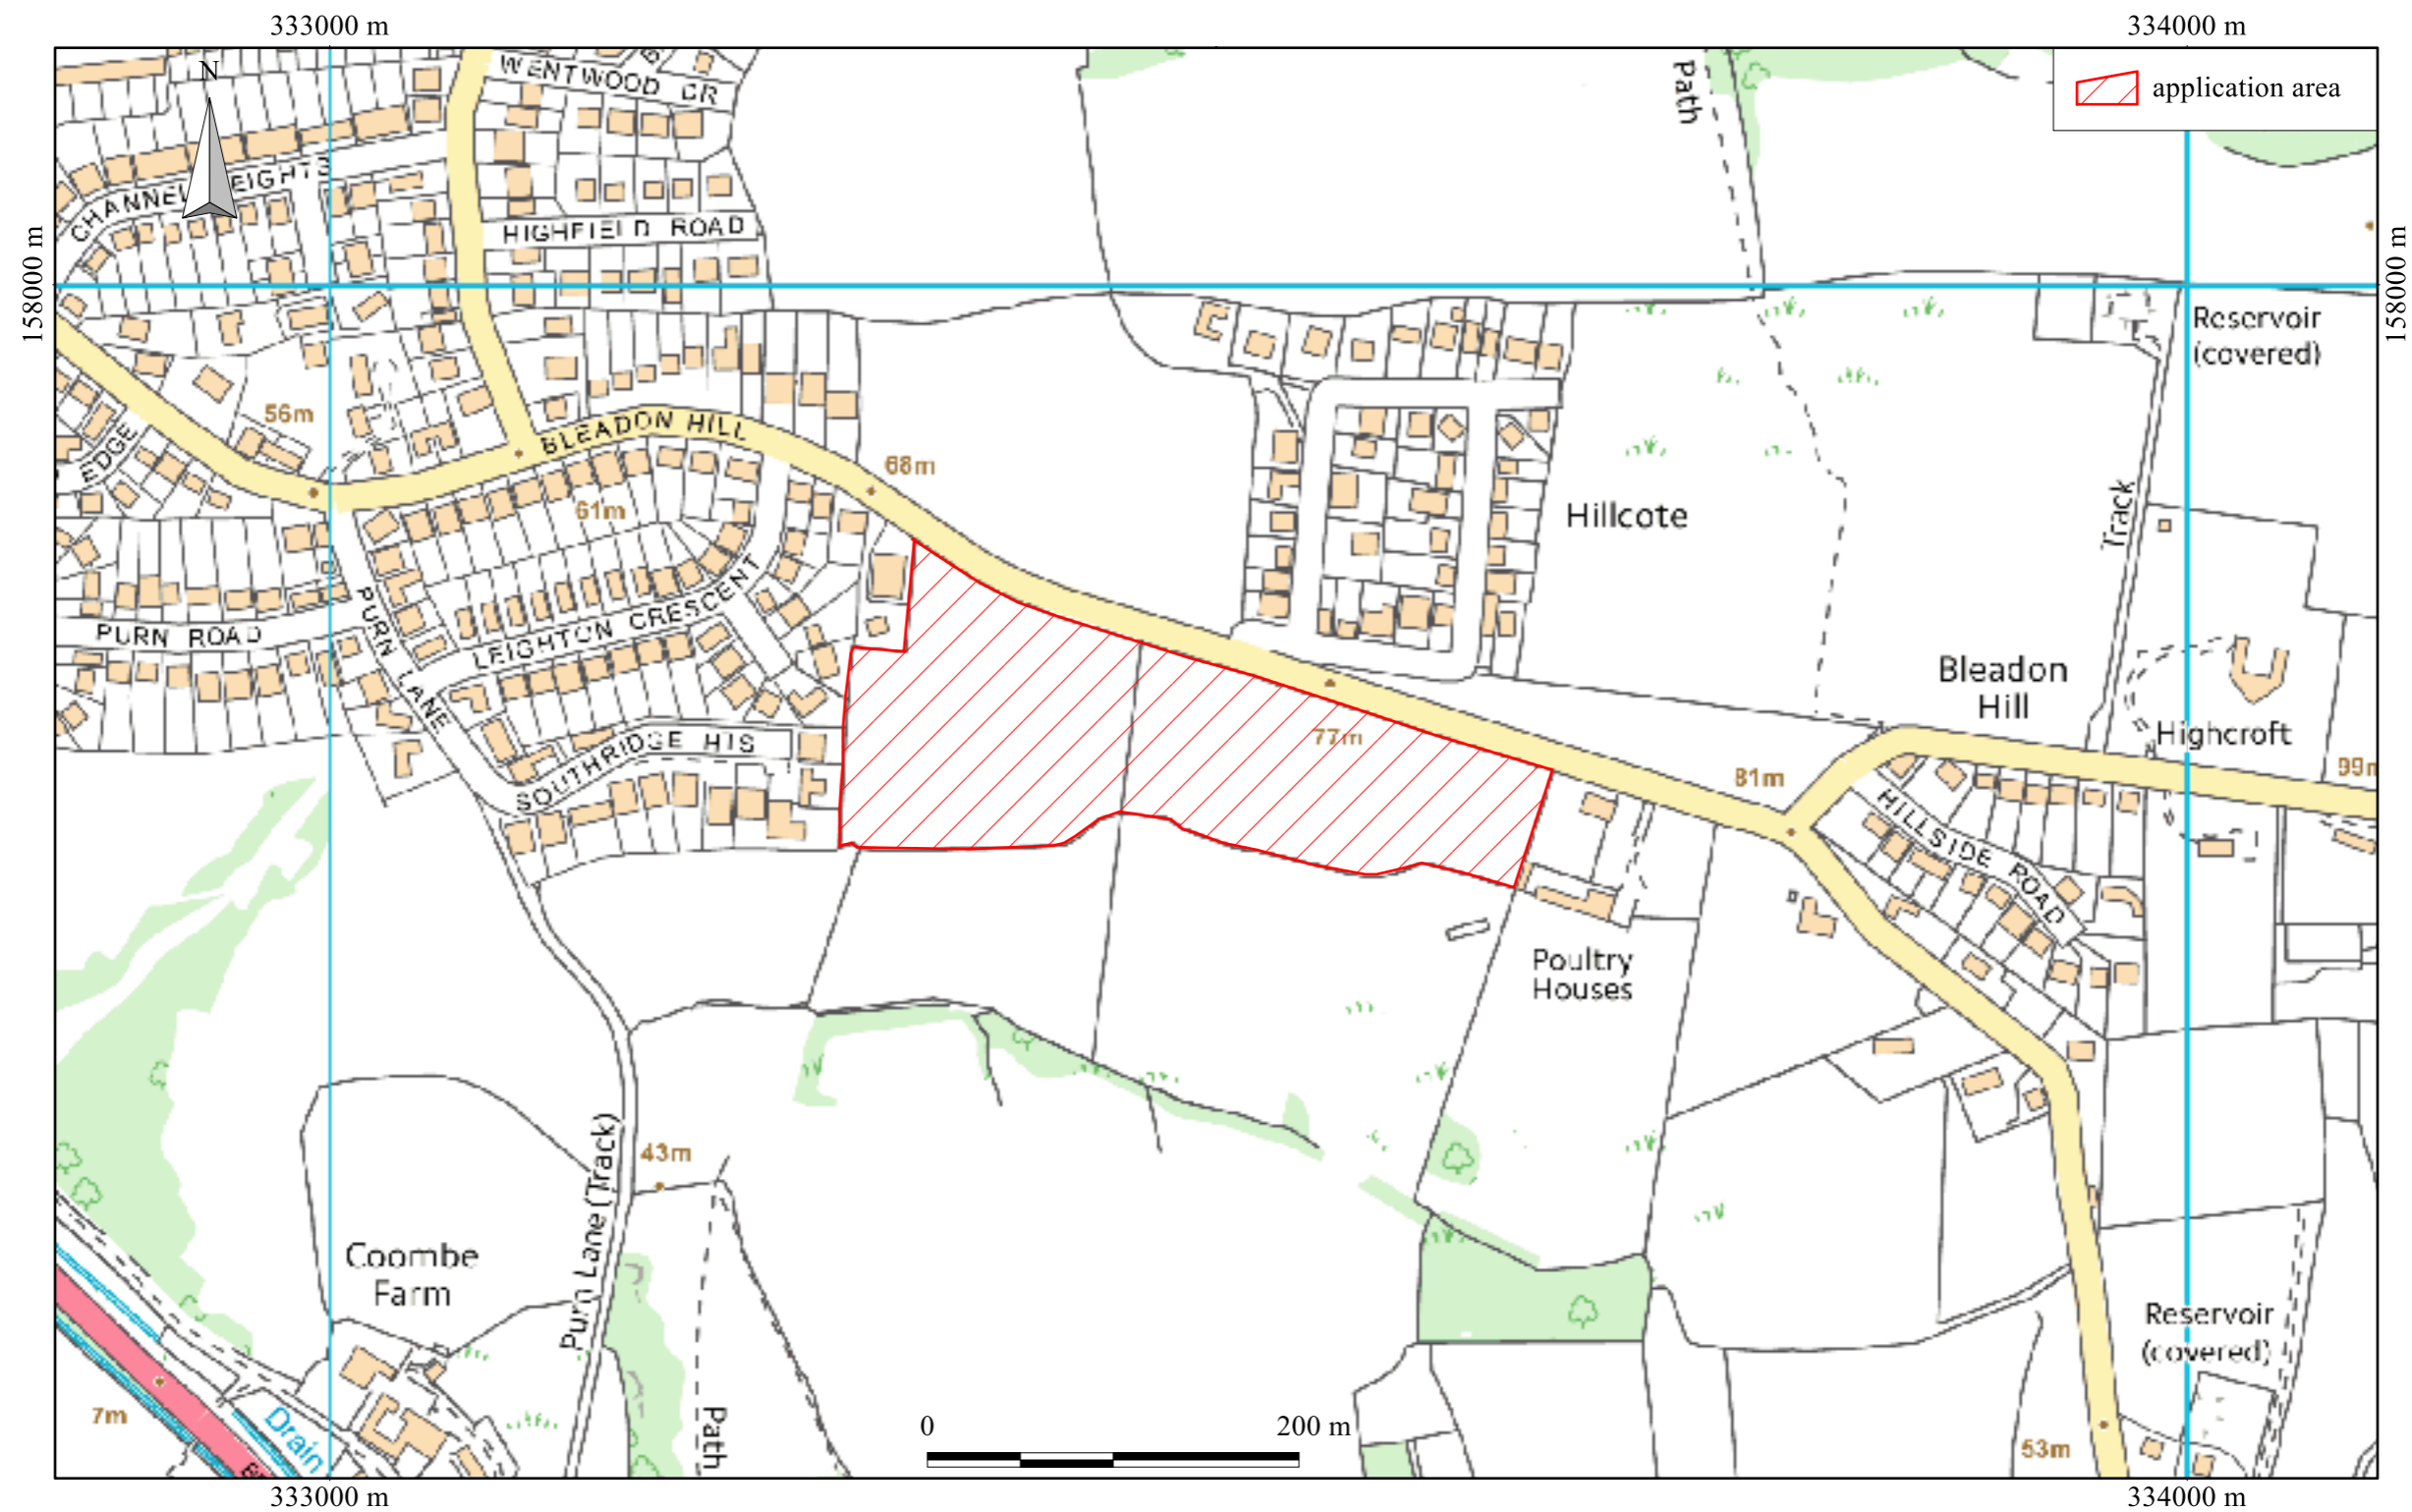 333000 m
334000 m
WENTWOOD DR
Path
application area
N
CHANNEL
EIGHTS
HIGHFIELD ROAD
158000 m
158000 m
Reservoir
(covered)
56m
BLEADON HILL
EDGE
68m
61m
Hillcote
Track
PURN ROAD
PURN LANE
LEIGHTON CRESCENT
Bleadon
Hill
SOUTHRIDGE HTS
77m
Highcroft
81m
99m
HILLSIDE ROAD
Poultry
Houses
43m
Purn Lane (Track)
Coombe
Farm
Reservoir
(covered)
7m
Drain
Path
0
200 m
53m
333000 m
334000 m